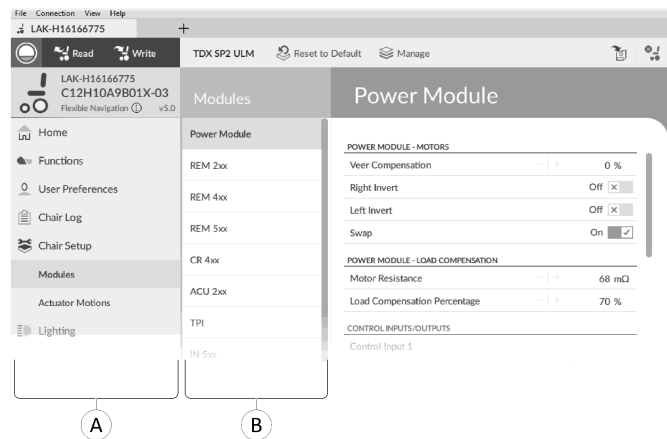 File Connection View Help
LAK-H16166775 +
Read Write TDX SP2 ULM Reset to Default Manage
LAK-H16166775
C12H10A9B01X-03
Flexible Navigation ⓘ v5.0
Home
Functions
User Preferences
Chair Log
Chair Setup
Modules
Actuator Motions
Lighting
Modules
Power Module
REM 2xx
REM 4xx
REM 5xx
CR 4xx
ACU 2xx
TPI
IN 5xx
Power Module
POWER MODULE - MOTORS
Veer Compensation − + 0 %
Right Invert Off
Left Invert Off
Swap On
POWER MODULE - LOAD COMPENSATION
Motor Resistance − + 68 mΩ
Load Compensation Percentage − + 70 %
CONTROL INPUTS/OUTPUTS
Control Input 1
A
B